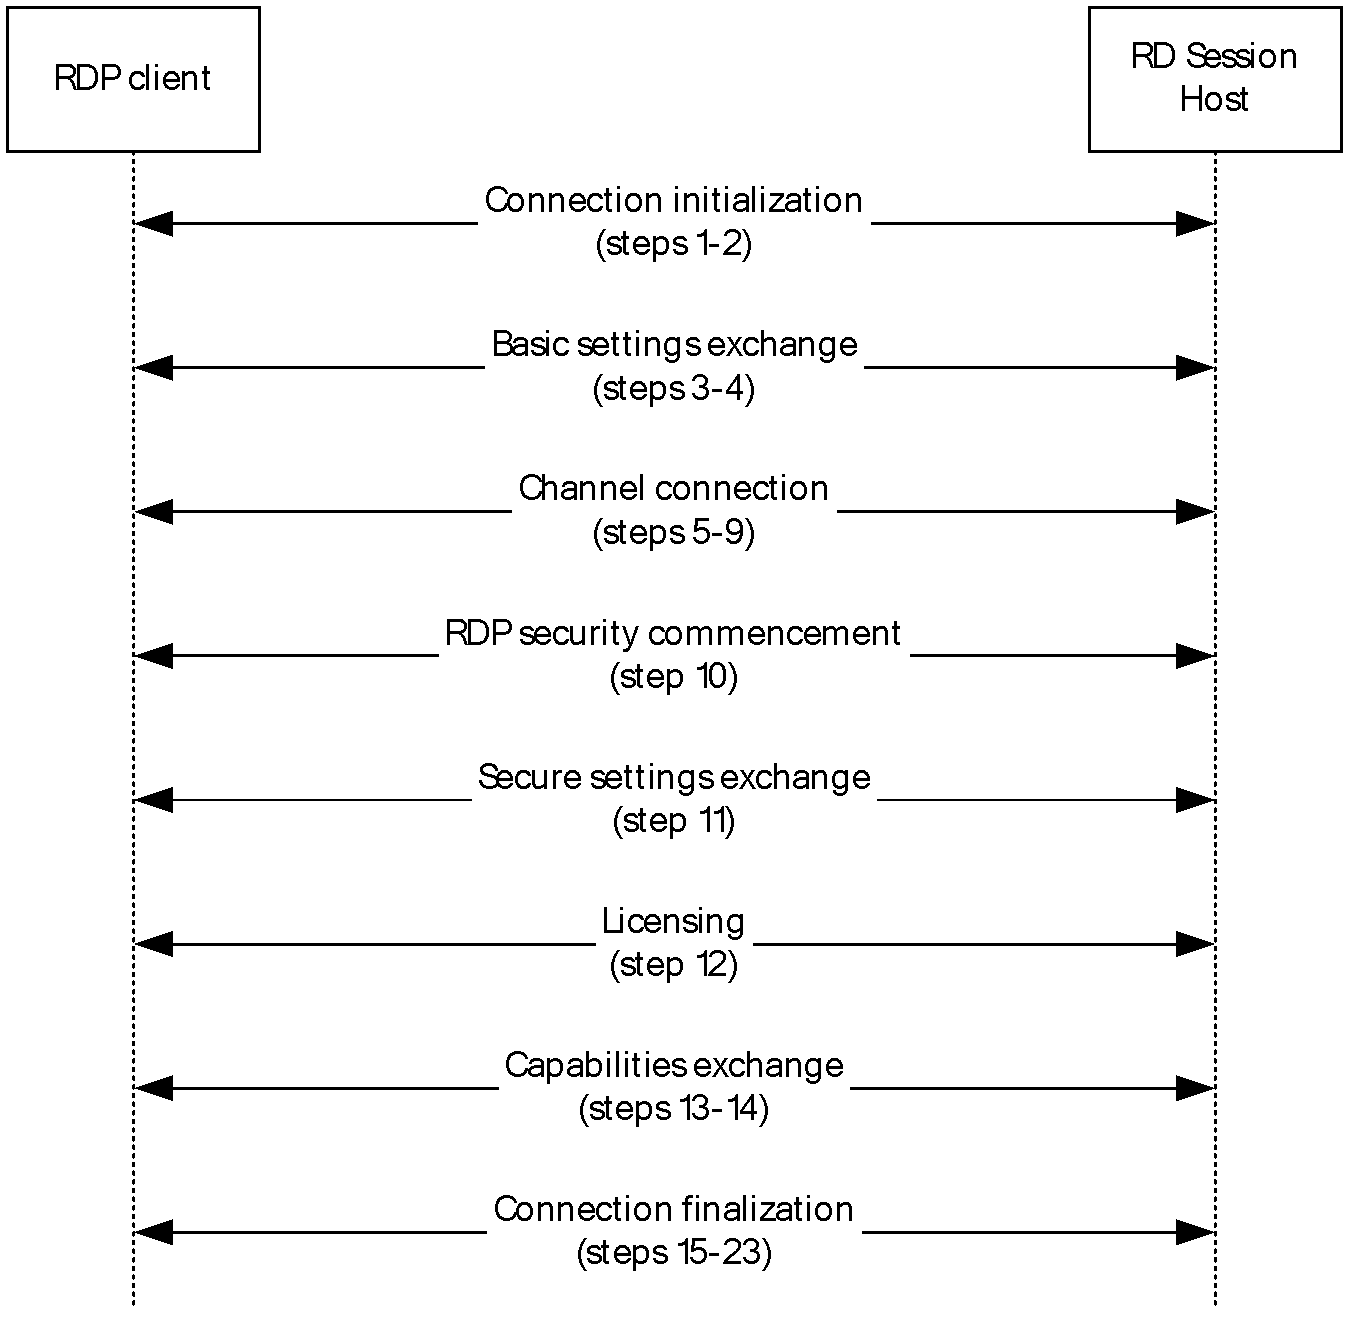 RDP client
RD Session
Host
Connection initialization
(steps 1-2)
Basic settings exchange
(steps 3-4)
Channel connection
(steps 5-9)
RDP security commencement
(step 10)
Secure settings exchange
(step 11)
Licensing
(step 12)
Capabilities exchange
(steps 13-14)
Connection finalization
(steps 15-23)